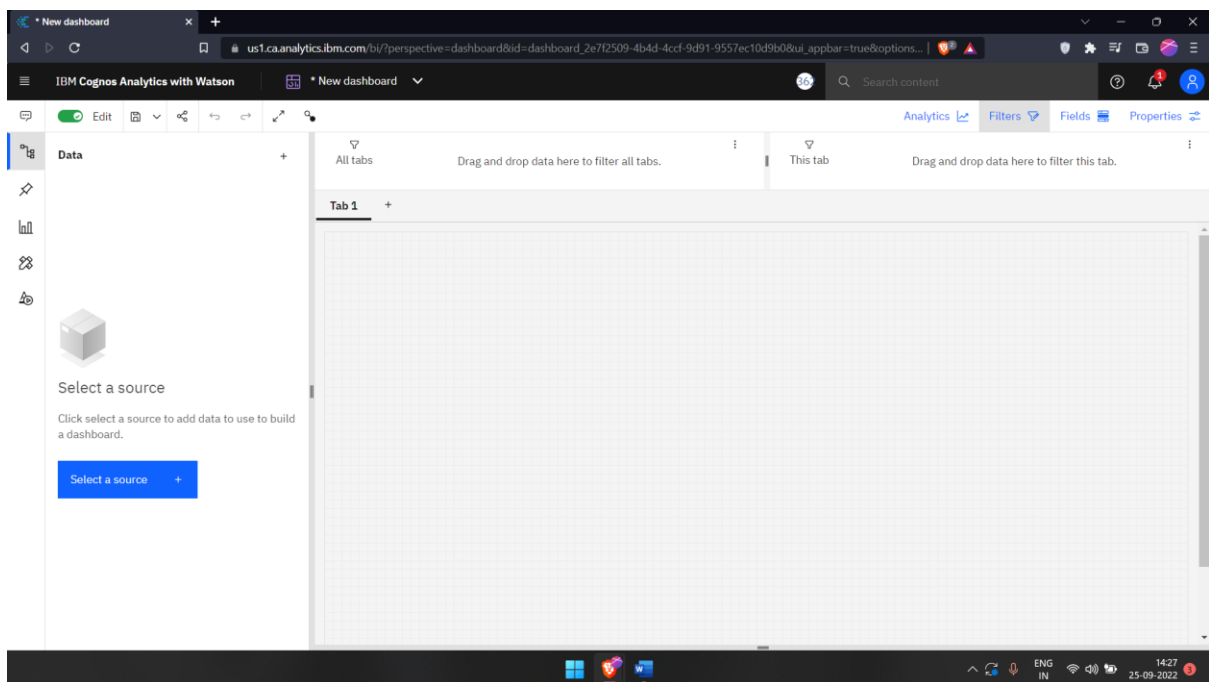 * New dashboard
us1.ca.analytics.ibm.com/bi/?perspective=dashboard&id=dashboard_2e7f2509-4b4d-4ccf-9d91-9557ec10d9b0&ui_appbar=true&options...
IBM Cognos Analytics with Watson
* New dashboard
Search content
1
Edit
Analytics
Filters
Fields
Properties
Data
All tabs
Drag and drop data here to filter all tabs.
This tab
Drag and drop data here to filter this tab.
Tab 1
Select a source
Click select a source to add data to use to build
a dashboard.
Select a source
ENG
IN
14:27
25-09-2022
3